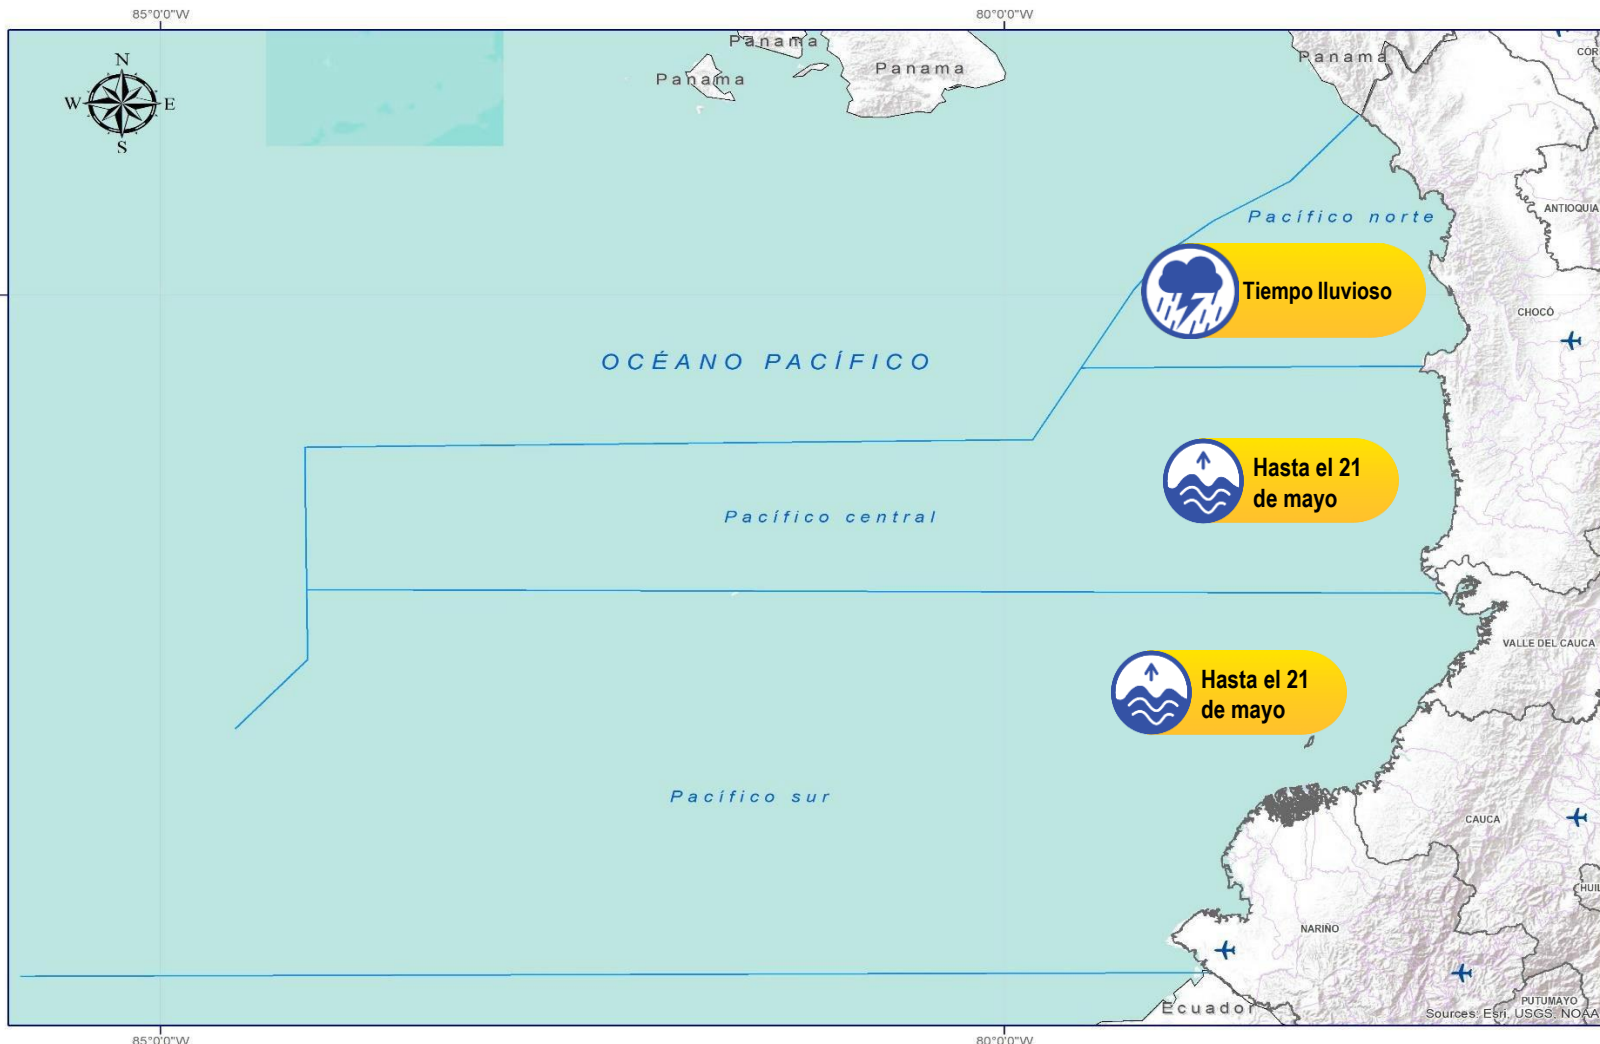 85°0'0"W
80°0'0"W
N
W
E
S
Panama
Panama
Panama
Panama
COR
ANTIOQUIA
Pacífico norte
Tiempo lluvioso
CHOCÓ
OCÉANO PACÍFICO
Hasta el 21
de mayo
Pacífico central
VALLE DEL CAUCA
Hasta el 21
de mayo
Pacífico sur
CAUCA
HUIL
NARIÑO
PUTUMAYO
Ecuador
Sources: Esri, USGS, NOAA
85°0'0"W
80°0'0"W